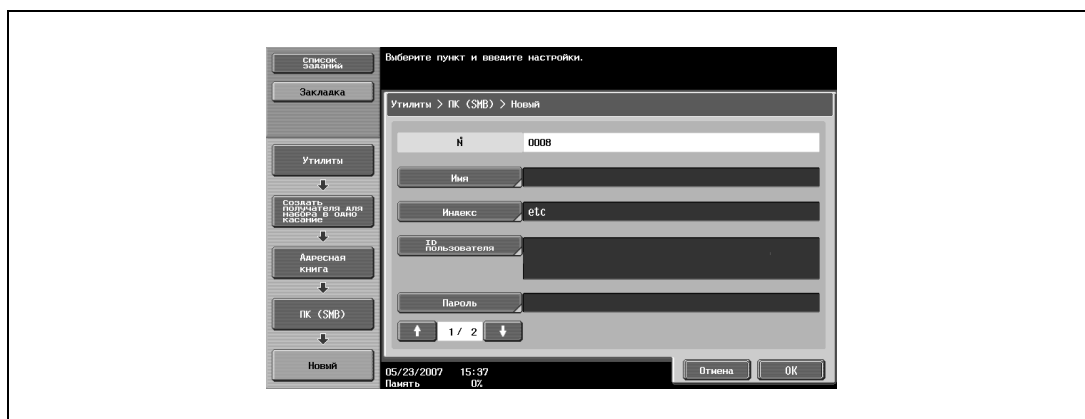 Список
заданий
Выберите пункт и введите настройки.
Закладка
Утилиты > ПК (SMB) > Новый
Утилиты
Создать
получателя для
набора в одно
касание
Адресная
книга
ПК (SMB)
Новый
№ 0008
Имя
Индекс etc
ID
пользователя
Пароль
1/ 2
05/23/2007 15:37
Память 0%
Отмена OK